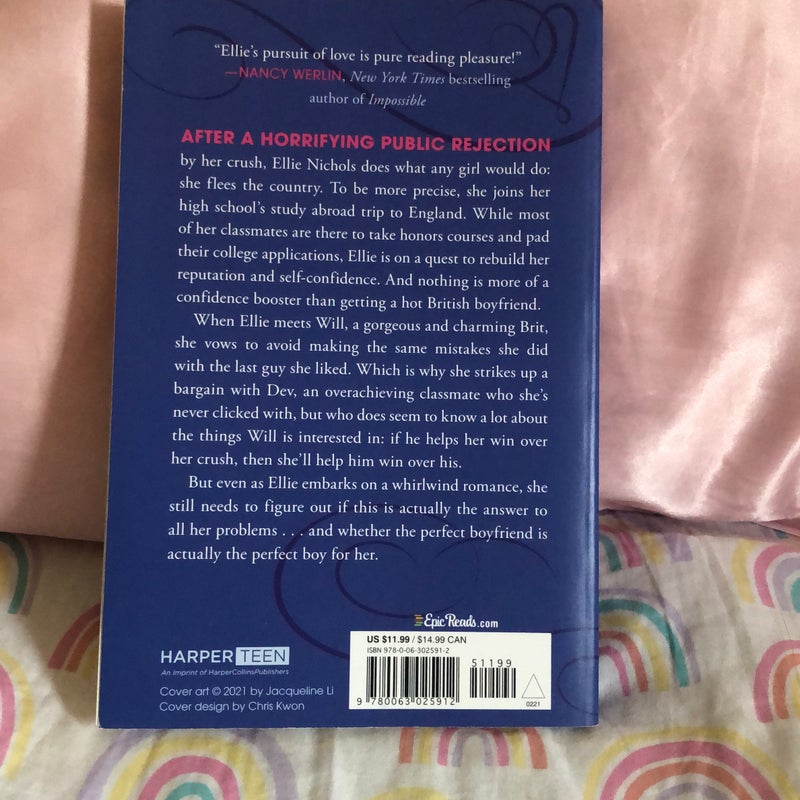 “Ellie’s pursuit of love is pure reading pleasure!”
—NANCY WERLIN, New York Times bestselling
author of Impossible
AFTER A HORRIFYING PUBLIC REJECTION
by her crush, Ellie Nichols does what any girl would do:
she flees the country. To be more precise, she joins her
high school’s study abroad trip to England. While most
of her classmates are there to take honors courses and pad
their college applications, Ellie is on a quest to rebuild her
reputation and self-confidence. And nothing is more of a
confidence booster than getting a hot British boyfriend.
When Ellie meets Will, a gorgeous and charming Brit,
she vows to avoid making the same mistakes she did
with the last guy she liked. Which is why she strikes up a
bargain with Dev, an overachieving classmate who she’s
never clicked with, but who does seem to know a lot about
the things Will is interested in: if he helps her win over
her crush, then she’ll help him win over his.
But even as Ellie embarks on a whirlwind romance, she
still needs to figure out if this is actually the answer to
all her problems . . . and whether the perfect boyfriend is
actually the perfect boy for her.
EpicReads.com
US $11.99 / $14.99 CAN
ISBN 978-0-06-302591-2
51199
9 780063 025912
0221
HARPER TEEN
An Imprint of HarperCollinsPublishers
Cover art © 2021 by Jacqueline Li
Cover design by Chris Kwon